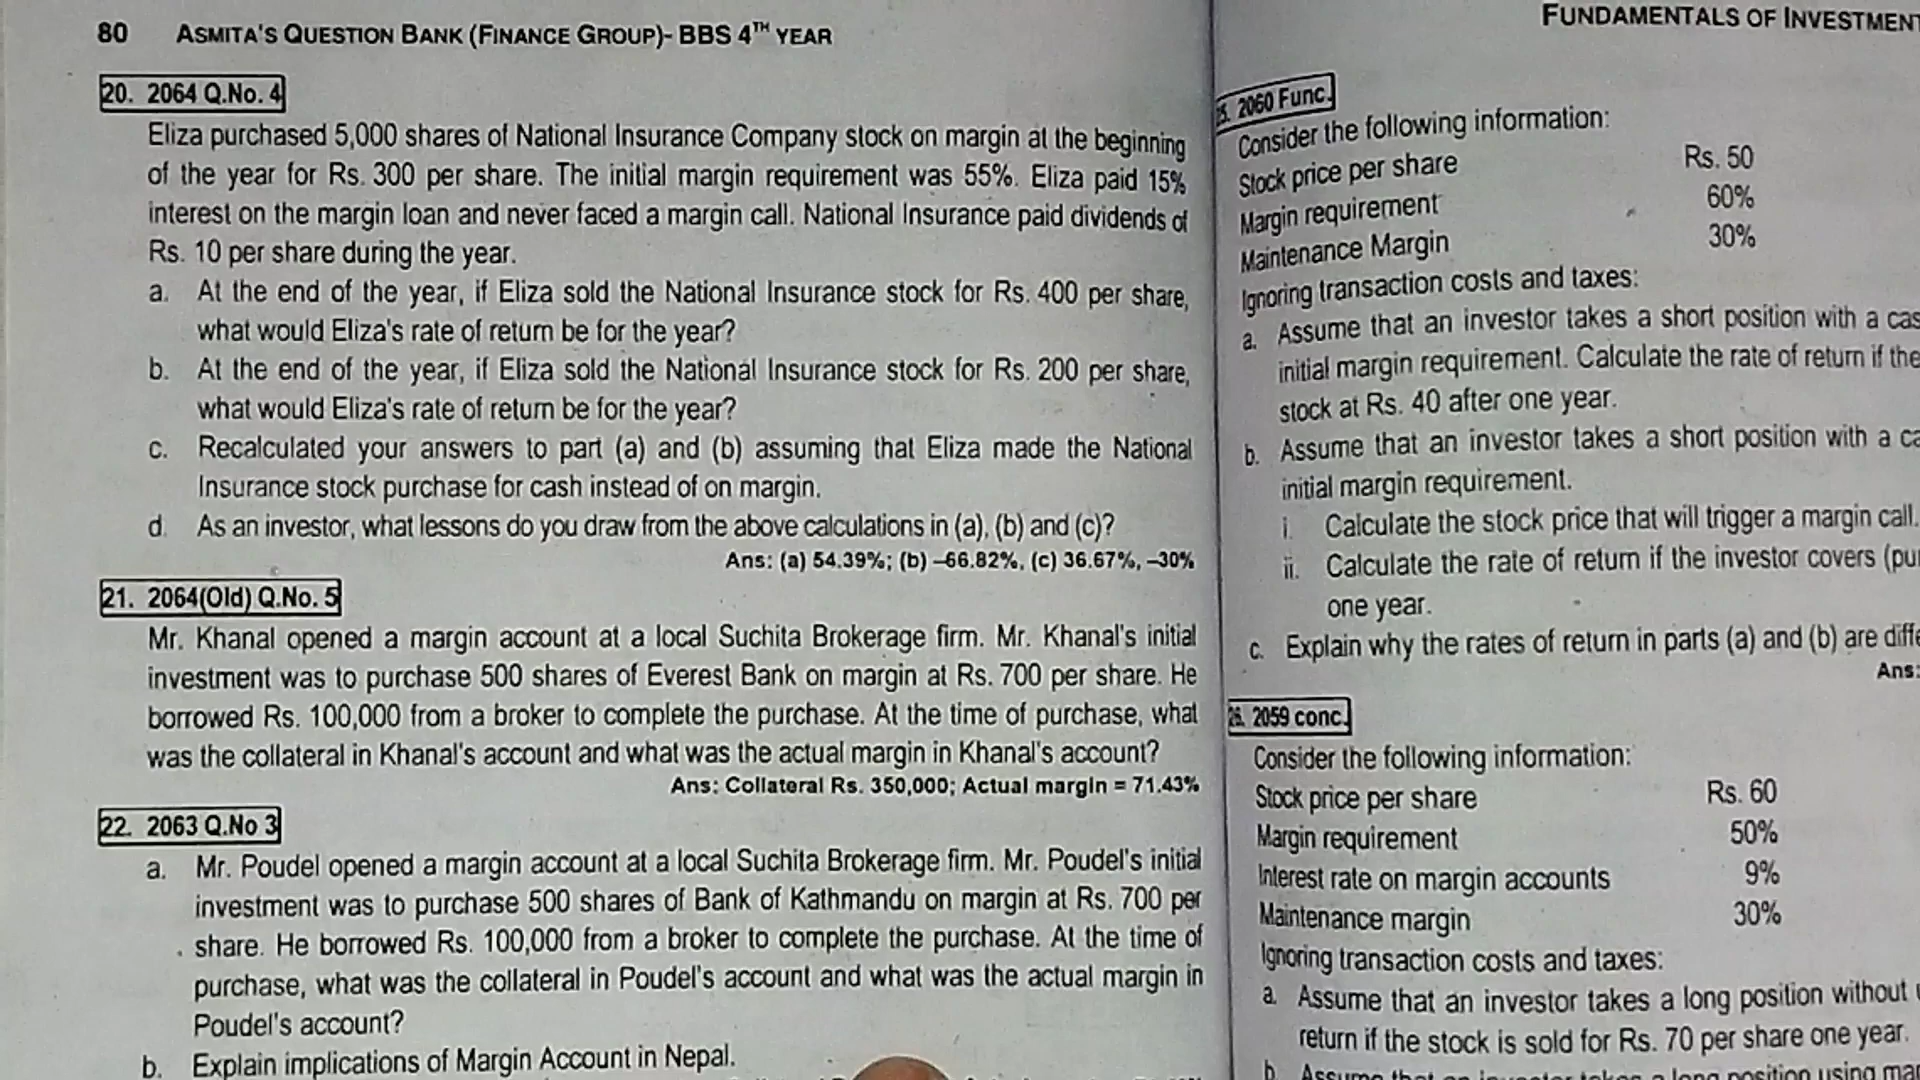 80 ASMITA'S QUESTION BANK (FINANCE GROUP)- BBS 4TH YEAR
20. 2064 Q.No. 4
Eliza purchased 5,000 shares of National Insurance Company stock on margin at the beginning
of the year for Rs. 300 per share. The initial margin requirement was 55%. Eliza paid 15%
interest on the margin loan and never faced a margin call. National Insurance paid dividends of
Rs. 10 per share during the year.
a. At the end of the year, if Eliza sold the National Insurance stock for Rs. 400 per share,
what would Eliza's rate of return be for the year?
b. At the end of the year, if Eliza sold the National Insurance stock for Rs. 200 per share,
what would Eliza's rate of return be for the year?
c. Recalculated your answers to part (a) and (b) assuming that Eliza made the National
Insurance stock purchase for cash instead of on margin.
d. As an investor, what lessons do you draw from the above calculations in (a), (b) and (c)?
Ans: (a) 54.39%; (b) –66.82%, (c) 36.67%, –30%
21. 2064(Old) Q.No. 5
Mr. Khanal opened a margin account at a local Suchita Brokerage firm. Mr. Khanal's initial
investment was to purchase 500 shares of Everest Bank on margin at Rs. 700 per share. He
borrowed Rs. 100,000 from a broker to complete the purchase. At the time of purchase, what
was the collateral in Khanal's account and what was the actual margin in Khanal's account?
Ans: Collateral Rs. 350,000; Actual margin = 71.43%
22. 2063 Q.No 3
a. Mr. Poudel opened a margin account at a local Suchita Brokerage firm. Mr. Poudel's initial
investment was to purchase 500 shares of Bank of Kathmandu on margin at Rs. 700 per
share. He borrowed Rs. 100,000 from a broker to complete the purchase. At the time of
purchase, what was the collateral in Poudel's account and what was the actual margin in
Poudel's account?
b. Explain implications of Margin Account in Nepal.
FUNDAMENTALS OF INVESTMENT
2060 Func.
Consider the following information:
Stock price per share Rs. 50
Margin requirement 60%
Maintenance Margin 30%
Ignoring transaction costs and taxes:
a. Assume that an investor takes a short position with a cas
initial margin requirement. Calculate the rate of return if the
stock at Rs. 40 after one year.
b. Assume that an investor takes a short position with a ca
initial margin requirement.
i. Calculate the stock price that will trigger a margin call.
ii. Calculate the rate of return if the investor covers (pur
one year.
c. Explain why the rates of return in parts (a) and (b) are diffe
Ans:
26. 2059 conc.
Consider the following information:
Stock price per share Rs. 60
Margin requirement 50%
Interest rate on margin accounts 9%
Maintenance margin 30%
Ignoring transaction costs and taxes:
a. Assume that an investor takes a long position without
return if the stock is sold for Rs. 70 per share one year.
b. Assume that an investor takes a long position using mar